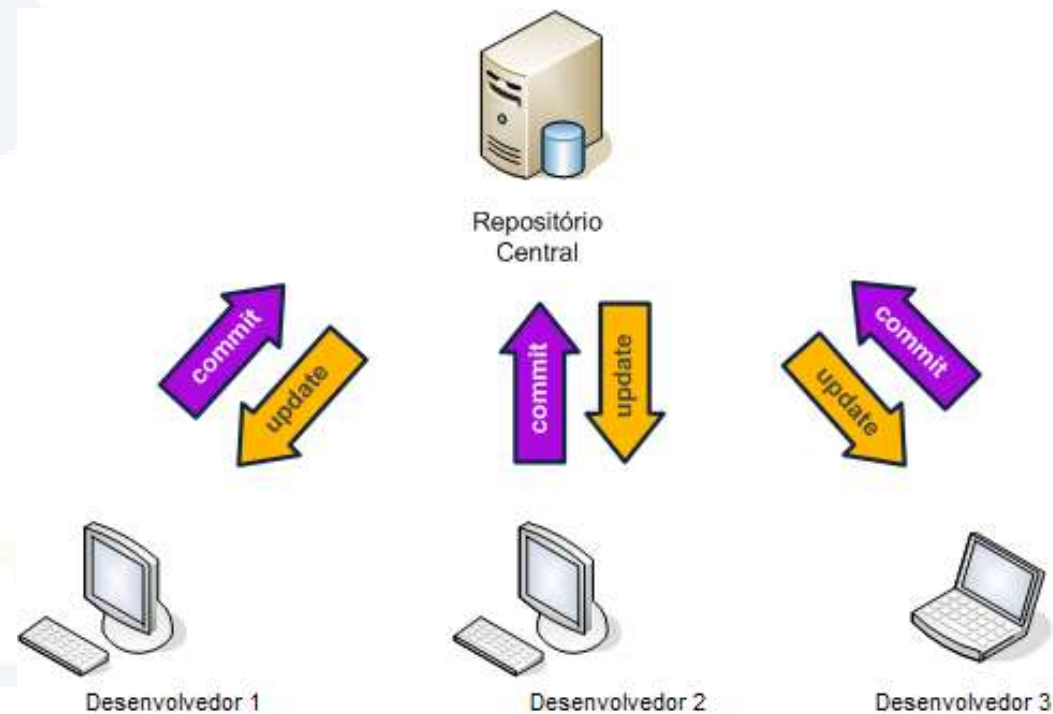 Repositório
Central
commit
update
commit
update
commit
update
Desenvolvedor 1
Desenvolvedor 2
Desenvolvedor 3